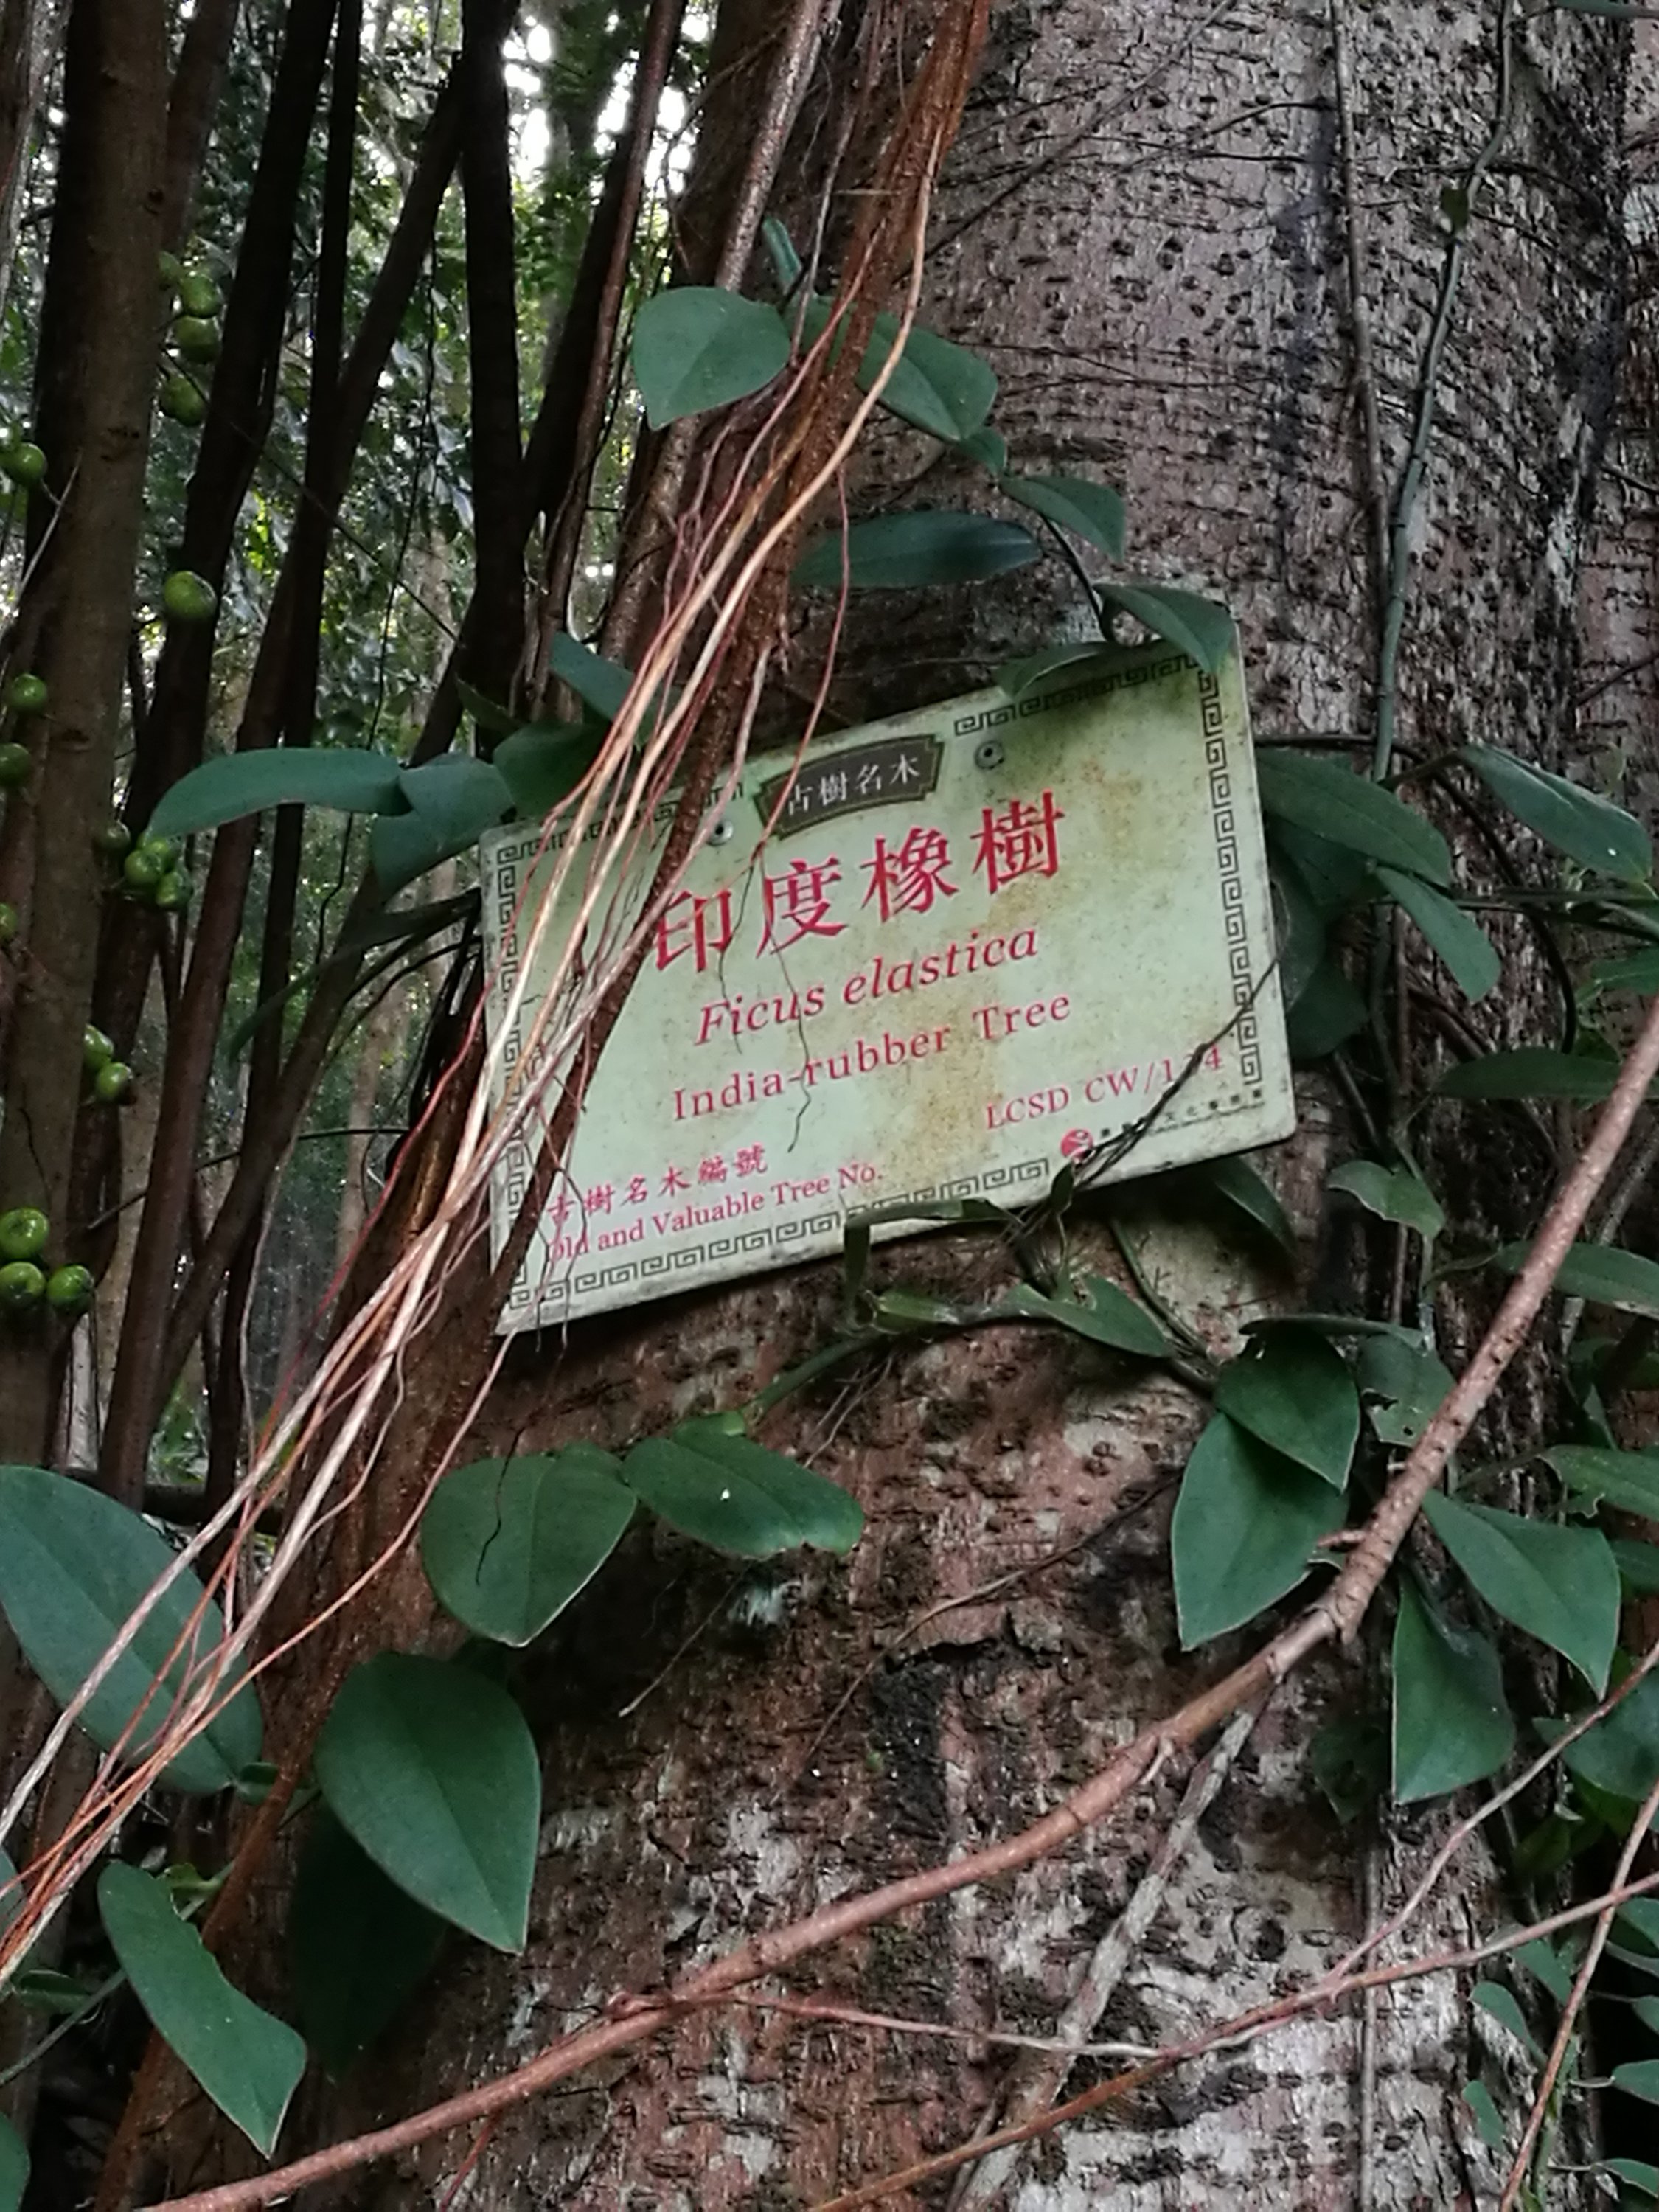 古樹名木
印度橡樹
Ficus elastica
India-rubber Tree
LCSD
古樹名木編號
Old and Valuable Tree No.